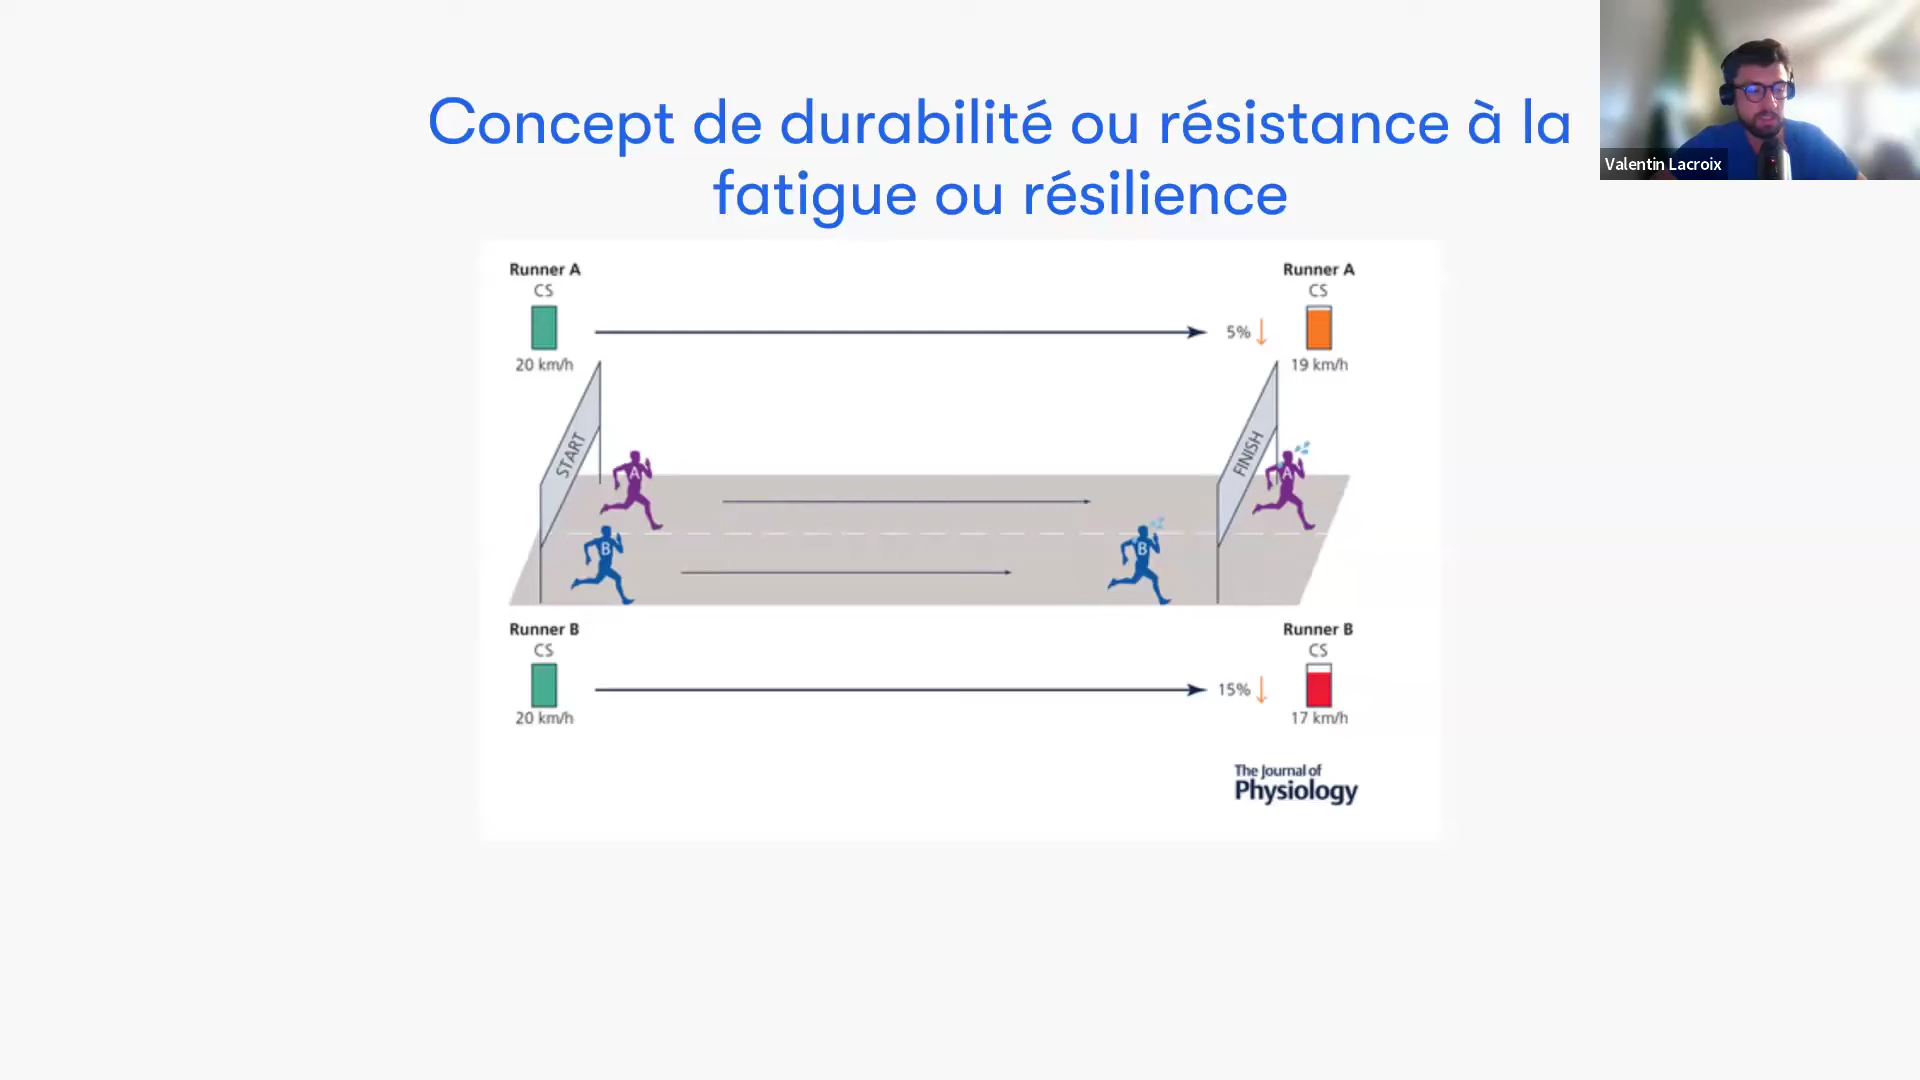 Concept de durabilité ou résistance à la
fatigue ou résilience
Valentin Lacroix
Runner A
CS
20 km/h
5%
Runner A
CS
19 km/h
START
FINISH
A
A
B
B
Runner B
CS
20 km/h
15%
Runner B
CS
17 km/h
The Journal of
Physiology